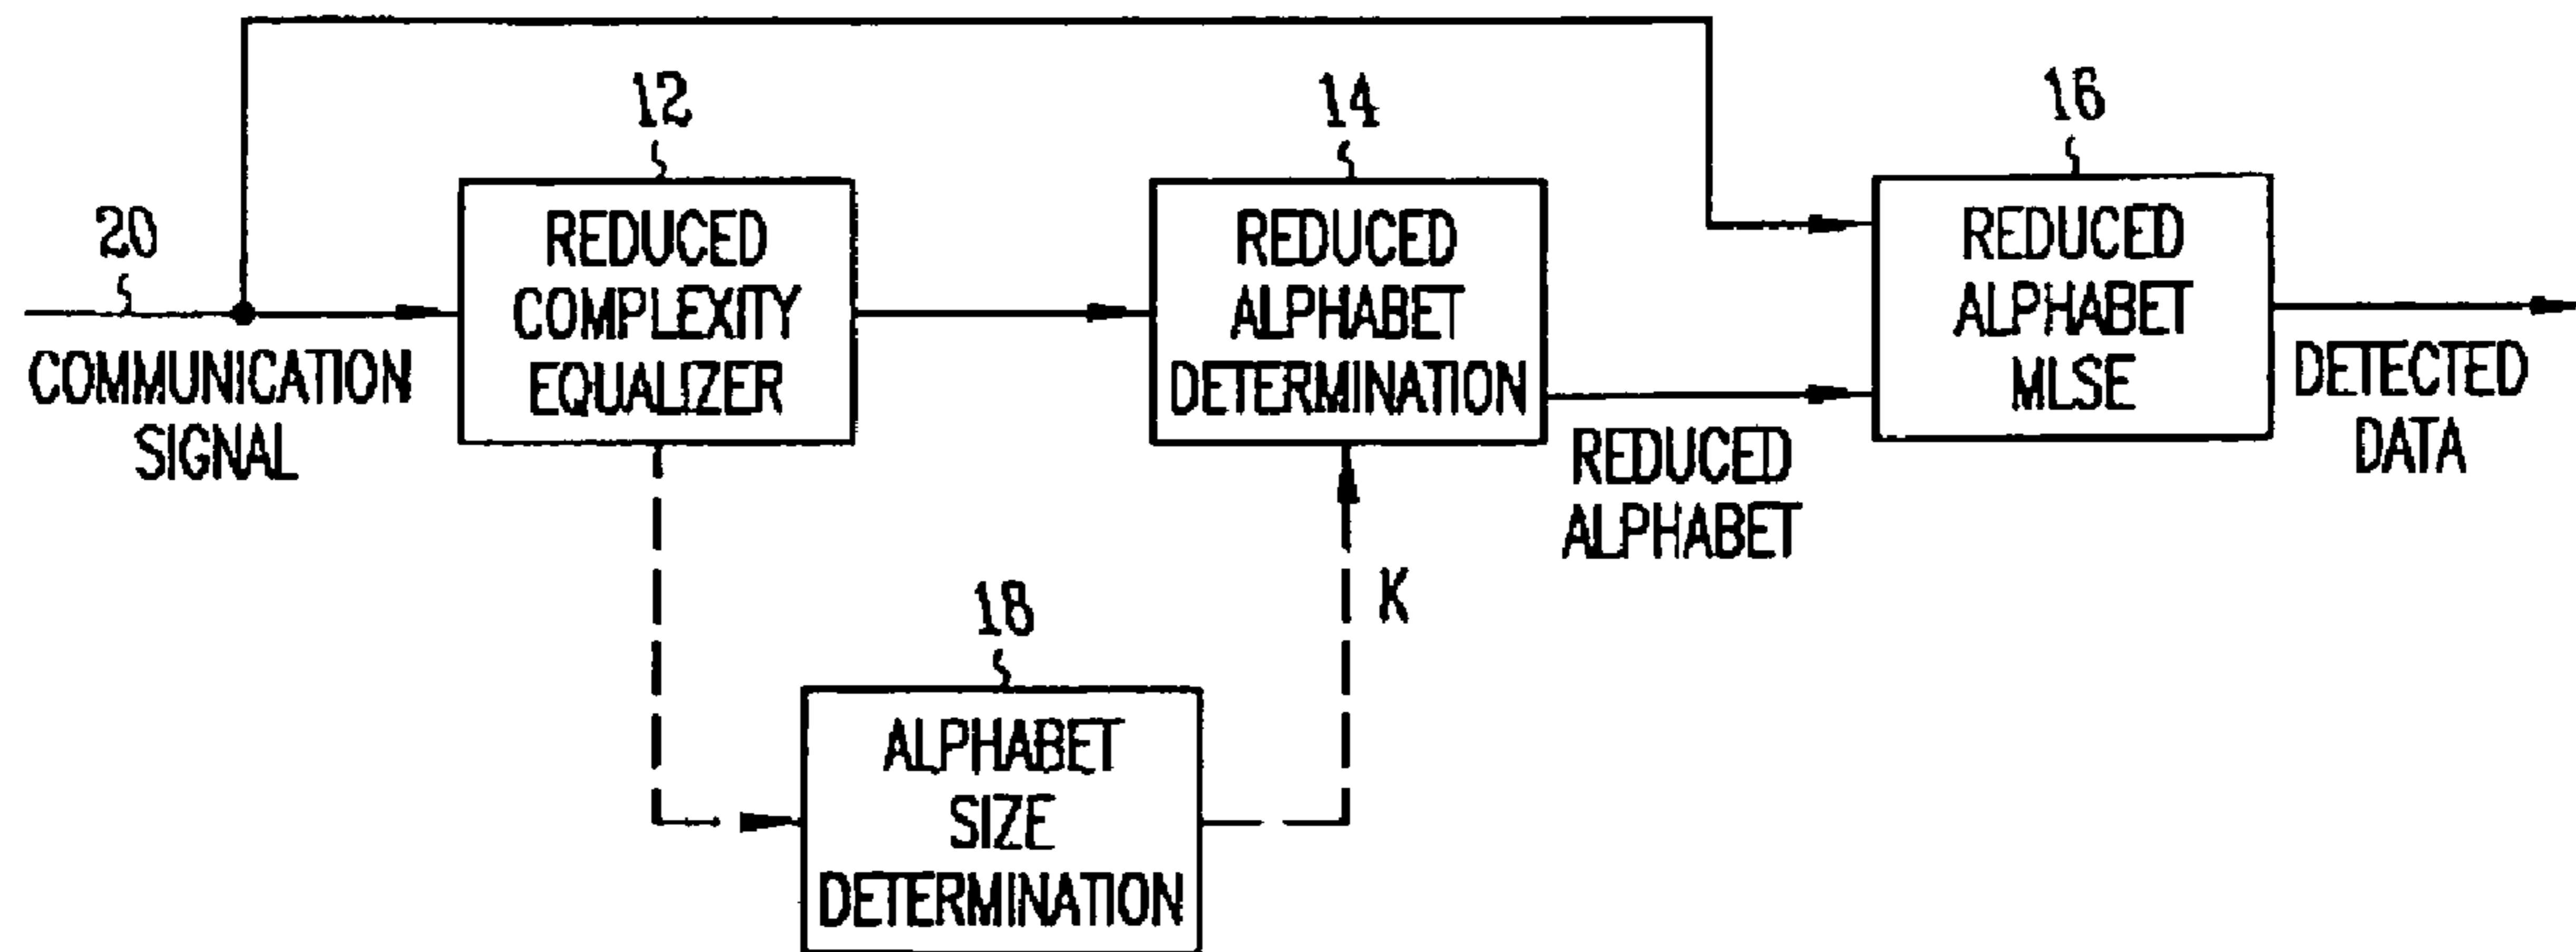 12
14
16
20
REDUCED
COMPLEXITY
EQUALIZER
REDUCED
ALPHABET
DETERMINATION
REDUCED
ALPHABET
MLSE
COMMUNICATION
SIGNAL
DETECTED
DATA
REDUCED
ALPHABET
K
18
ALPHABET
SIZE
DETERMINATION